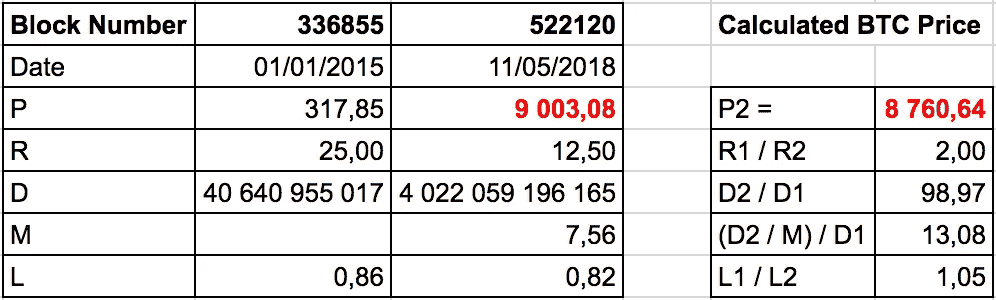 Block Number 336855 522120 Calculated BTC Price
Date 01/01/2015 11/05/2018
P 317,85 9 003,08 P2 = 8 760,64
R 25,00 12,50 R1 / R2 2,00
D 40 640 955 017 4 022 059 196 165 D2 / D1 98,97
M 7,56 (D2 / M) / D1 13,08
L 0,86 0,82 L1 / L2 1,05